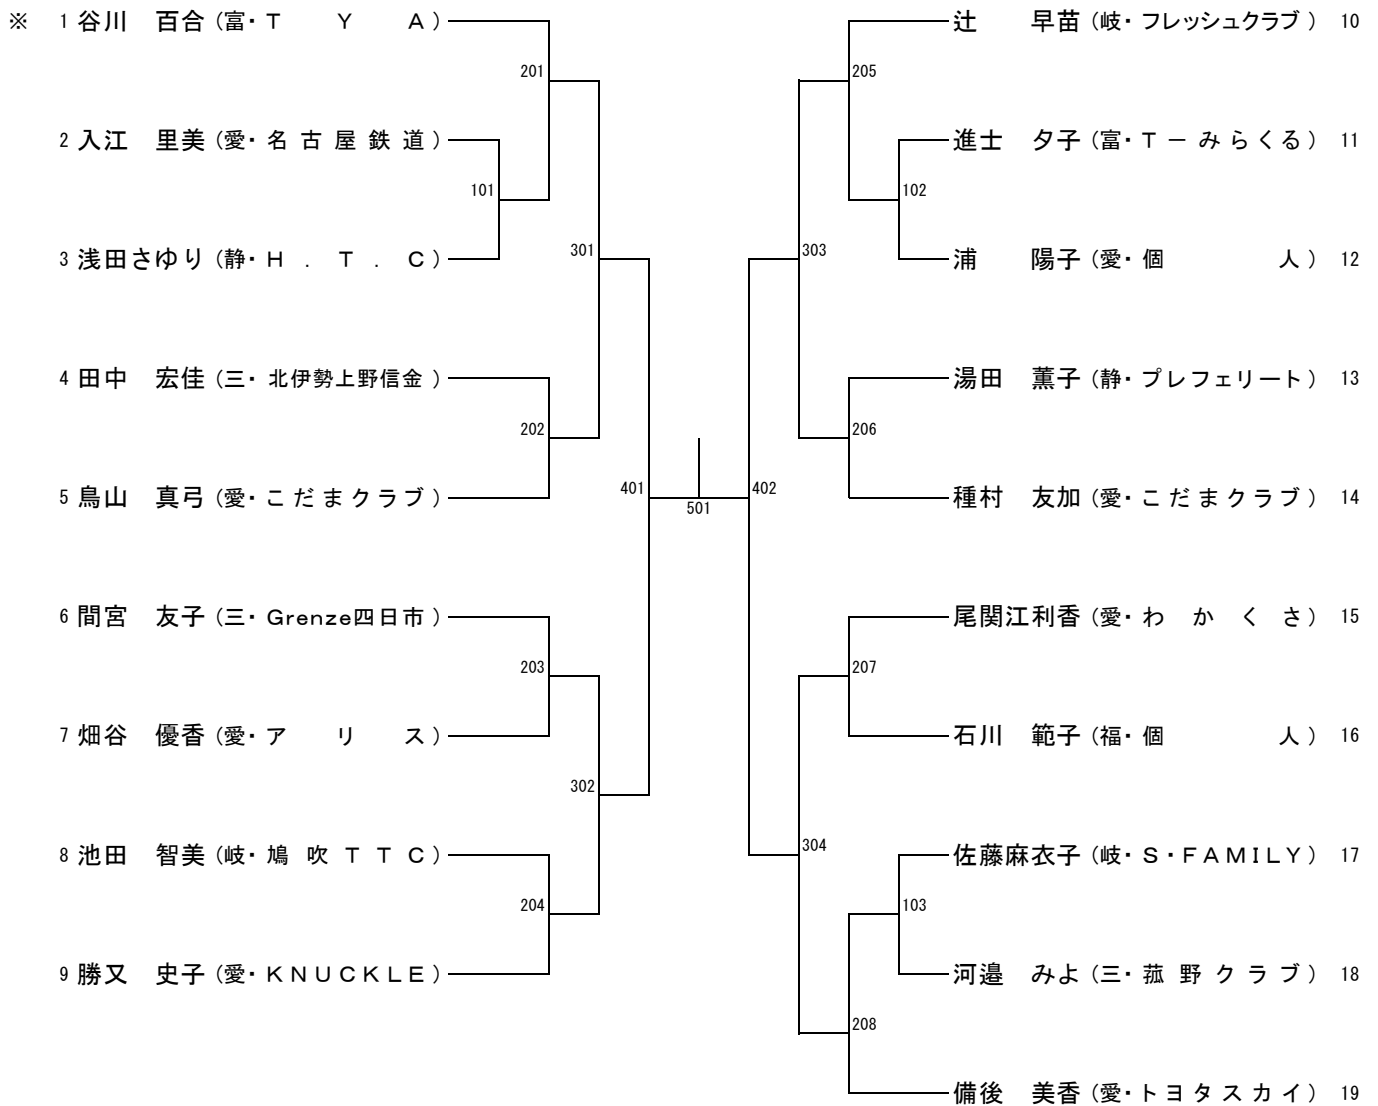 ※ 1 谷川 百合 (富・T Y A)
201
2 入江 里美 (愛・名古屋鉄道)
101
3 浅田さゆり (静・H.T.C)
301
4 田中 宏佳 (三・北伊勢上野信金)
202
5 鳥山 真弓 (愛・こだまクラブ)
401
501
6 間宮 友子 (三・Grenze四日市)
203
7 畑谷 優香 (愛・アリス)
302
8 池田 智美 (岐・鳩吹TTC)
204
9 勝又 史子 (愛・KNUCKLE)
辻 早苗 (岐・フレッシュクラブ) 10
205
進士 夕子 (富・T－みらくる) 11
102
浦 陽子 (愛・個人) 12
303
湯田 薫子 (静・プレフェリート) 13
206
種村 友加 (愛・こだまクラブ) 14
402
尾関江利香 (愛・わかくさ) 15
207
石川 範子 (福・個人) 16
304
佐藤麻衣子 (岐・S・FAMILY) 17
103
河邉 みよ (三・菰野クラブ) 18
208
備後 美香 (愛・トヨタスカイ) 19